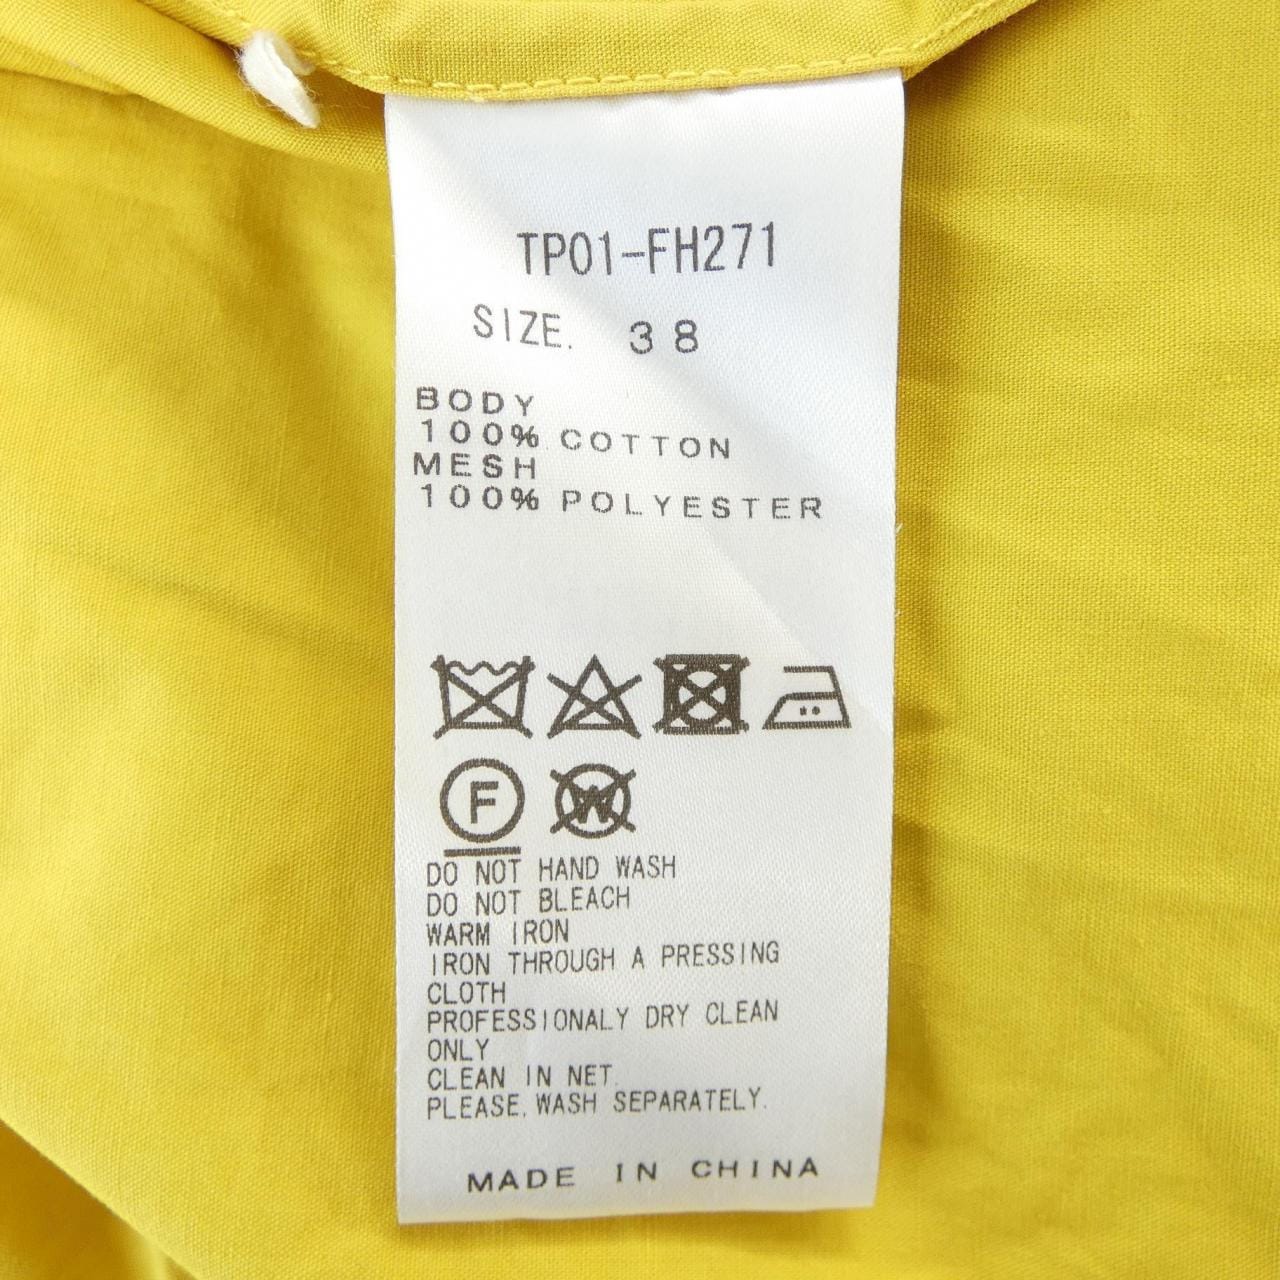 TP01-FH271
SIZE. 38
BODY
100% COTTON
MESH
100% POLYESTER
F W
DO NOT HAND WASH
DO NOT BLEACH
WARM IRON
IRON THROUGH A PRESSING
CLOTH
PROFESSIONALY DRY CLEAN
ONLY
CLEAN IN NET.
PLEASE. WASH SEPARATELY.
MADE IN CHINA